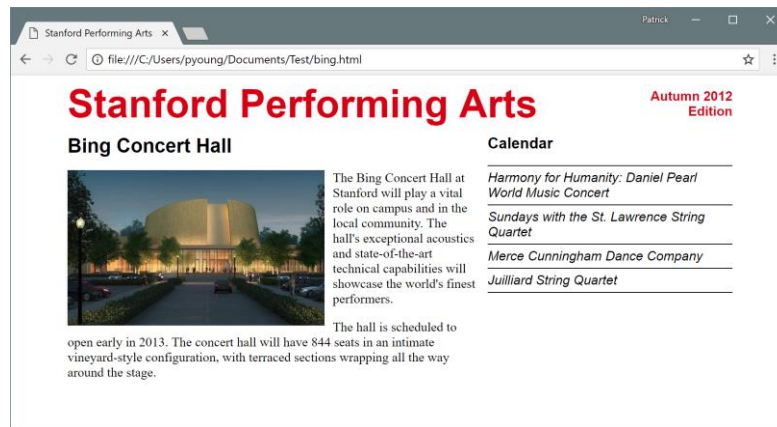 Patrick
Stanford Performing Arts
file:///C:/Users/pyoung/Documents/Test/bing.html
Stanford Performing Arts
Autumn 2012
Edition
Bing Concert Hall
The Bing Concert Hall at
Stanford will play a vital
role on campus and in the
local community. The
hall's exceptional acoustics
and state-of-the-art
technical capabilities will
showcase the world's finest
performers.
The hall is scheduled to
open early in 2013. The concert hall will have 844 seats in an intimate
vineyard-style configuration, with terraced sections wrapping all the way
around the stage.
Calendar
Harmony for Humanity: Daniel Pearl
World Music Concert
Sundays with the St. Lawrence String
Quartet
Merce Cunningham Dance Company
Juilliard String Quartet